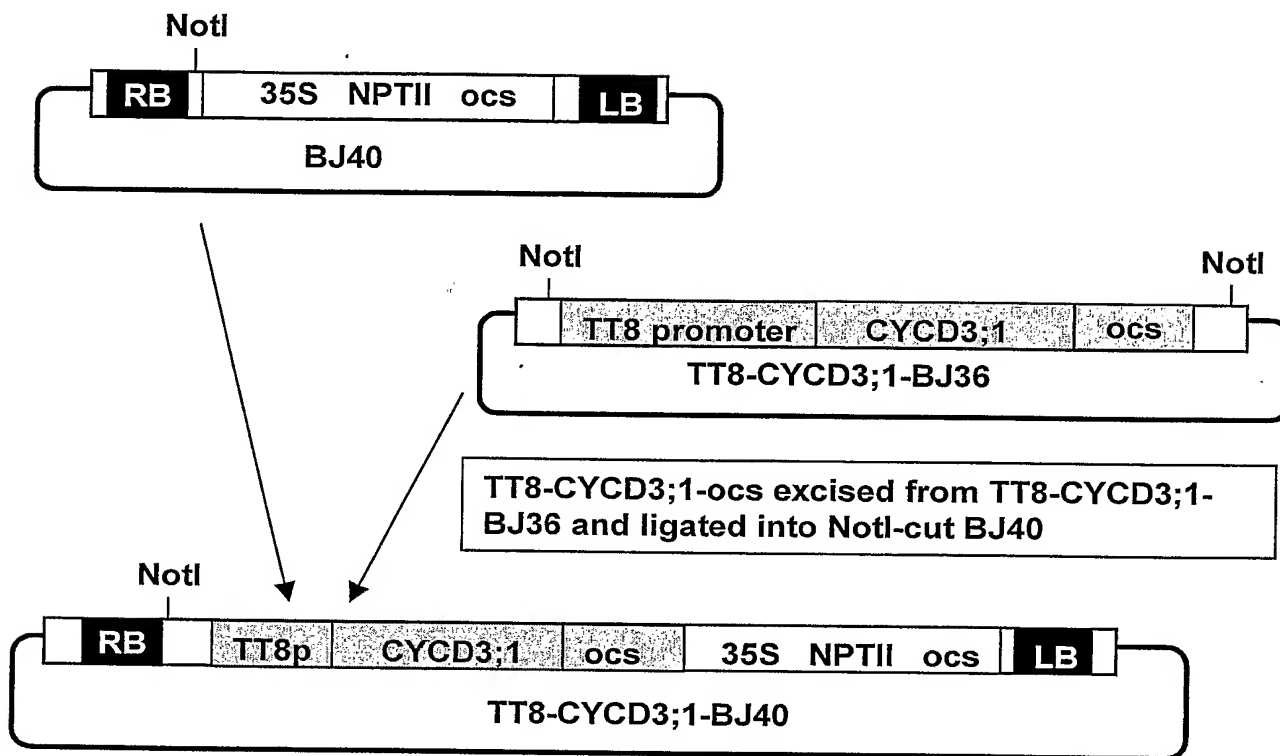 NotI
RB 35S NPTII ocs LB
BJ40
NotI NotI
TT8 promoter CYCD3;1 ocs
TT8-CYCD3;1-BJ36
TT8-CYCD3;1-ocs excised from TT8-CYCD3;1-
BJ36 and ligated into NotI-cut BJ40
NotI
RB TT8p CYCD3;1 ocs 35S NPTII ocs LB
TT8-CYCD3;1-BJ40